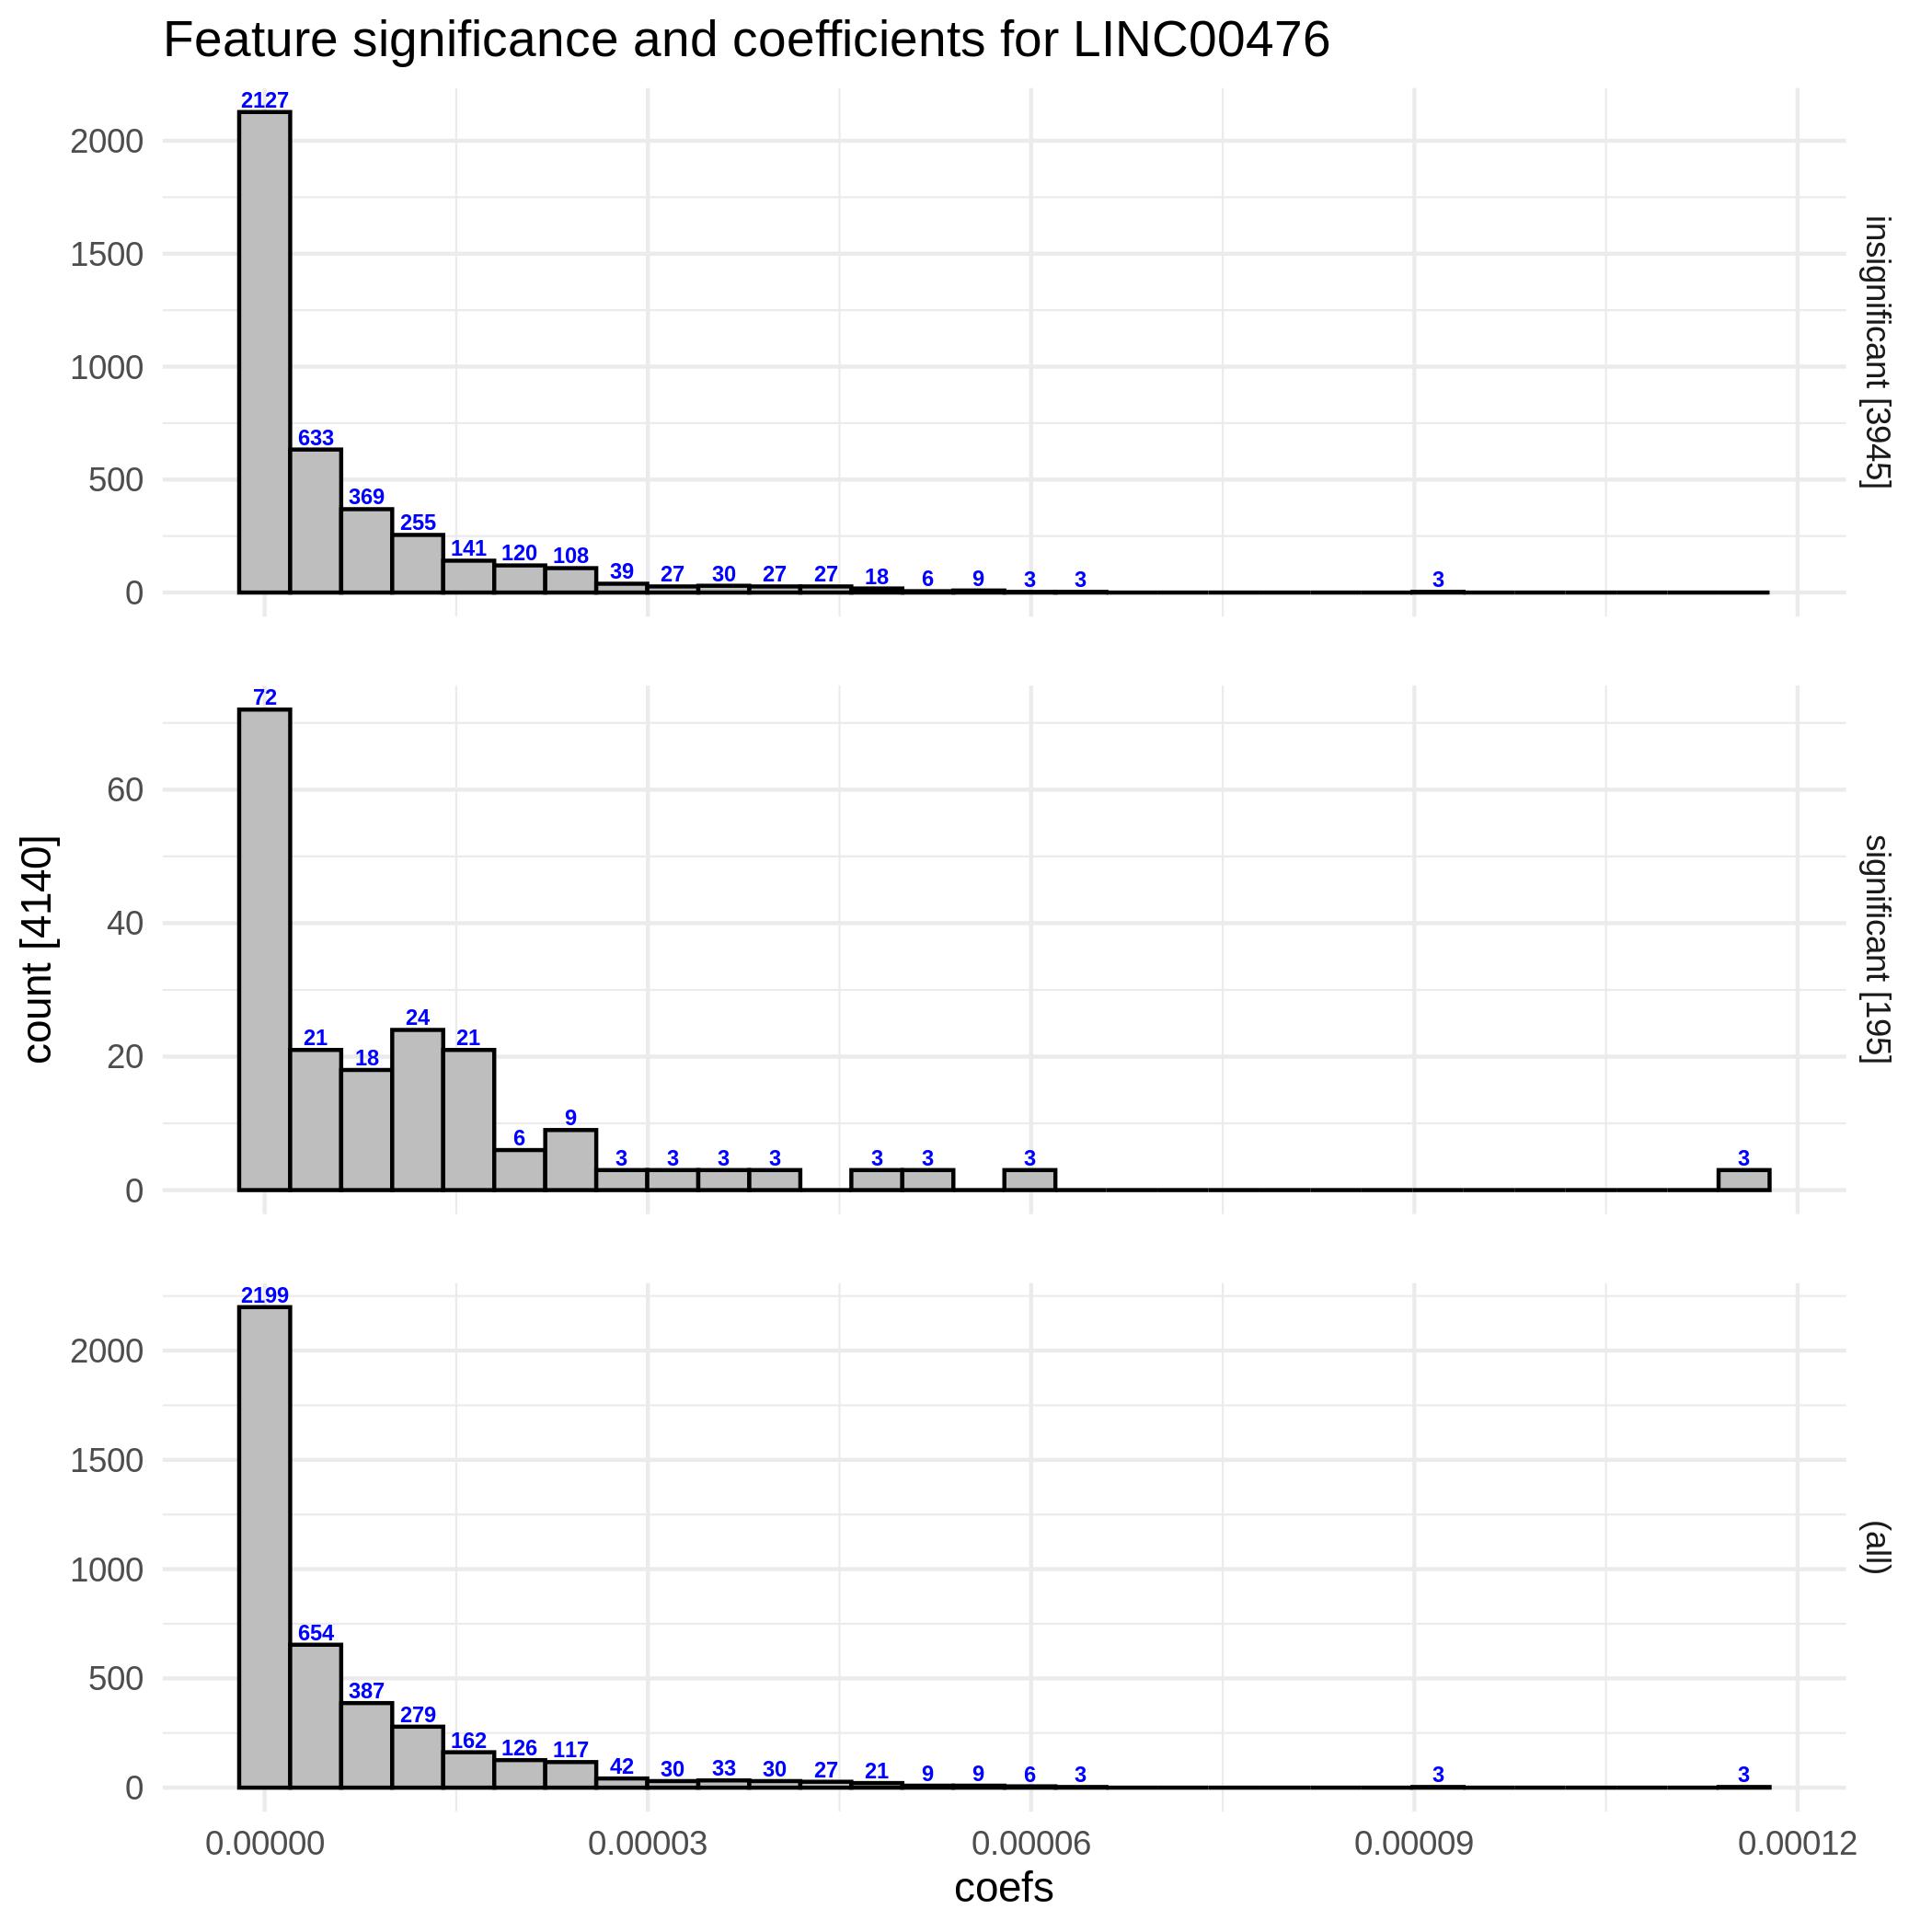 Feature significance and coefficients for LINC00476
2127
2000
1500
1000
633
500
369
255
141 120 108
39 27 30 27 27 18 6 9 3 3 3
0
insignificant [3945]
72
60
40
24
21 21
20
18
9
6
3 3 3 3 3 3 3 3
0
significant [195]
count [4140]
2199
2000
1500
1000
654
500
387
279
162 126 117
42 30 33 30 27 21 9 9 6 3 3 3
0
(all)
0.00000 0.00003 0.00006 0.00009 0.00012
coefs